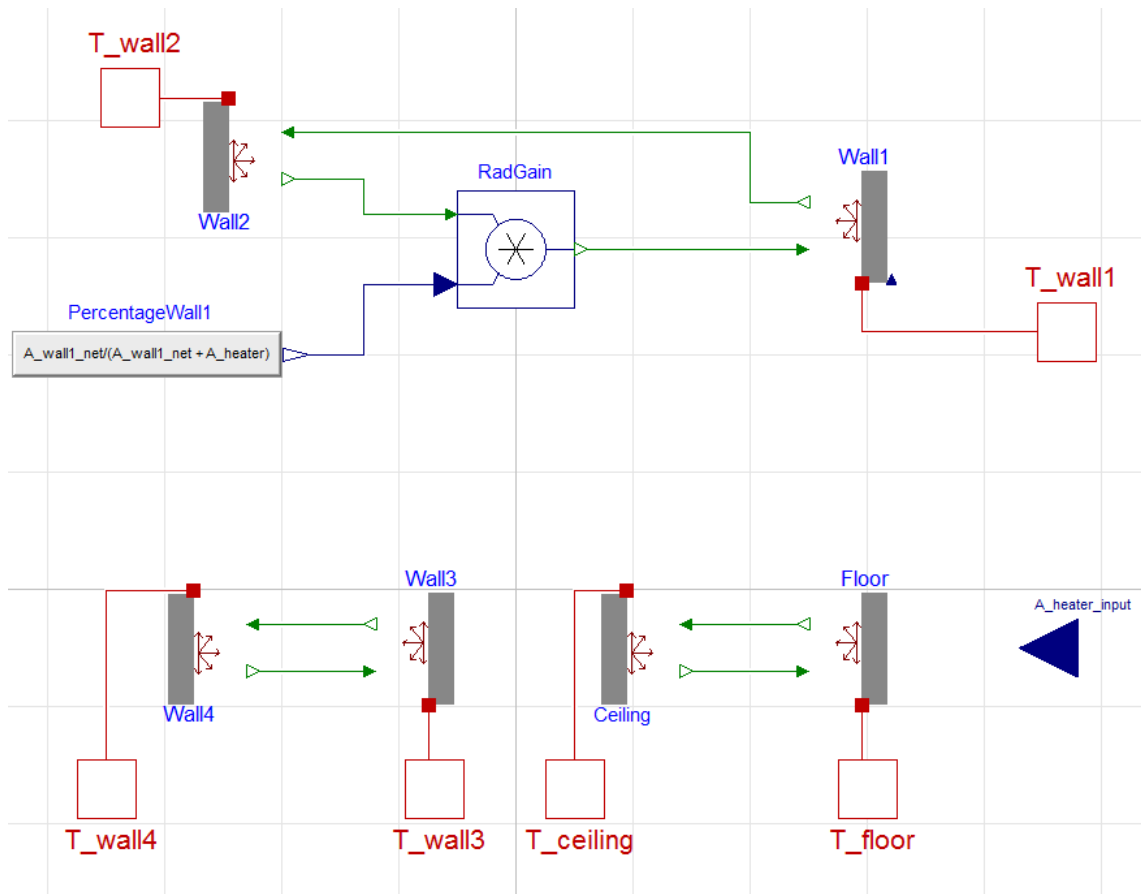 T_wall2
Wall2
RadGain
Wall1
T_wall1
PercentageWall1
A_wall1_net/(A_wall1_net + A_heater)
Wall3
Floor
A_heater_input
Wall4
Ceiling
T_wall4
T_wall3
T_ceiling
T_floor